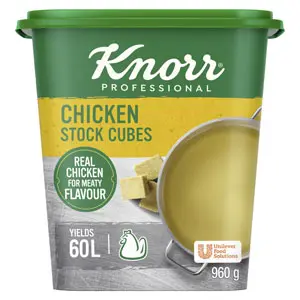 Knorr
PROFESSIONAL
CHICKEN
STOCK CUBES
REAL
CHICKEN
FOR MEATY
FLAVOUR
YIELDS
60L
Unilever
Food
Solutions
960 g